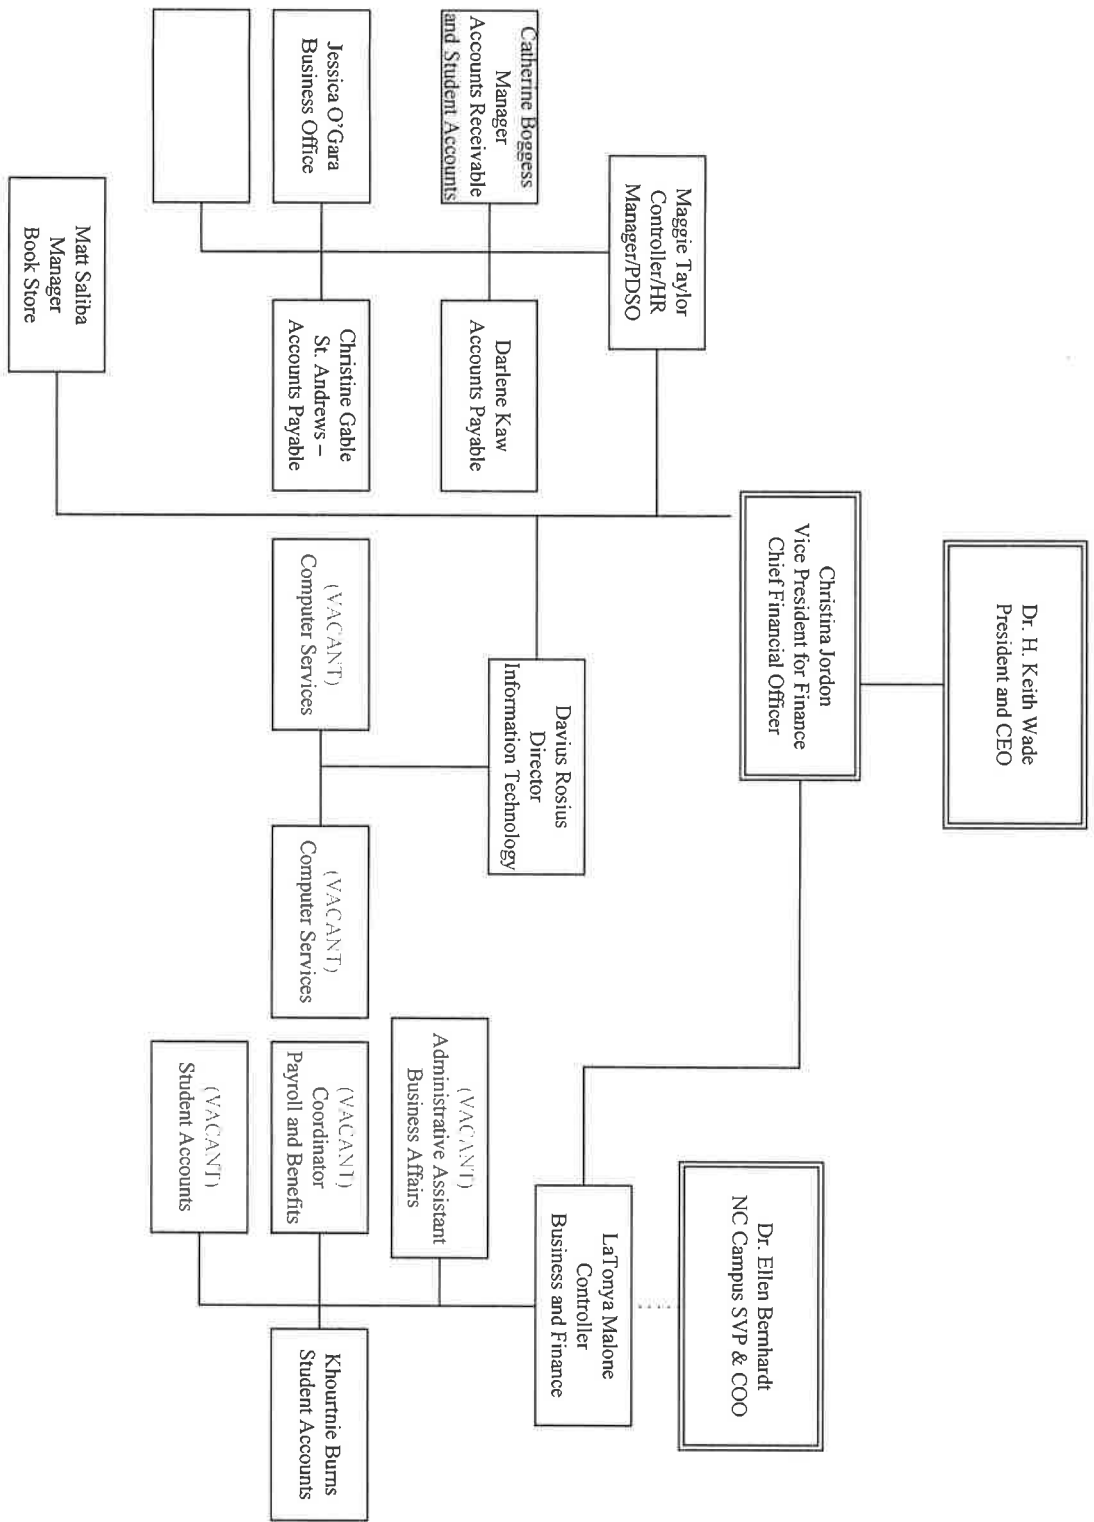 Dr. H. Keith Wade
President and CEO
Christina Jordon
Vice President for Finance
Chief Financial Officer
Dr. Ellen Bernhardt
NC Campus SVP & COO
Maggie Taylor
Controller/HR
Manager/PDSO
Davius Rosius
Director
Information Technology
LaTonya Malone
Controller
Business and Finance
Catherine Boggess
Manager
Accounts Receivable
and Student Accounts
Darlene Kaw
Accounts Payable
(VACANT)
Administrative Assistant
Business Affairs
Jessica O'Gara
Business Office
Christine Gable
St. Andrews –
Accounts Payable
(VACANT)
Computer Services
(VACANT)
Computer Services
(VACANT)
Coordinator
Payroll and Benefits
Khourtnie Burns
Student Accounts
(VACANT)
Student Accounts
Matt Saliba
Manager
Book Store